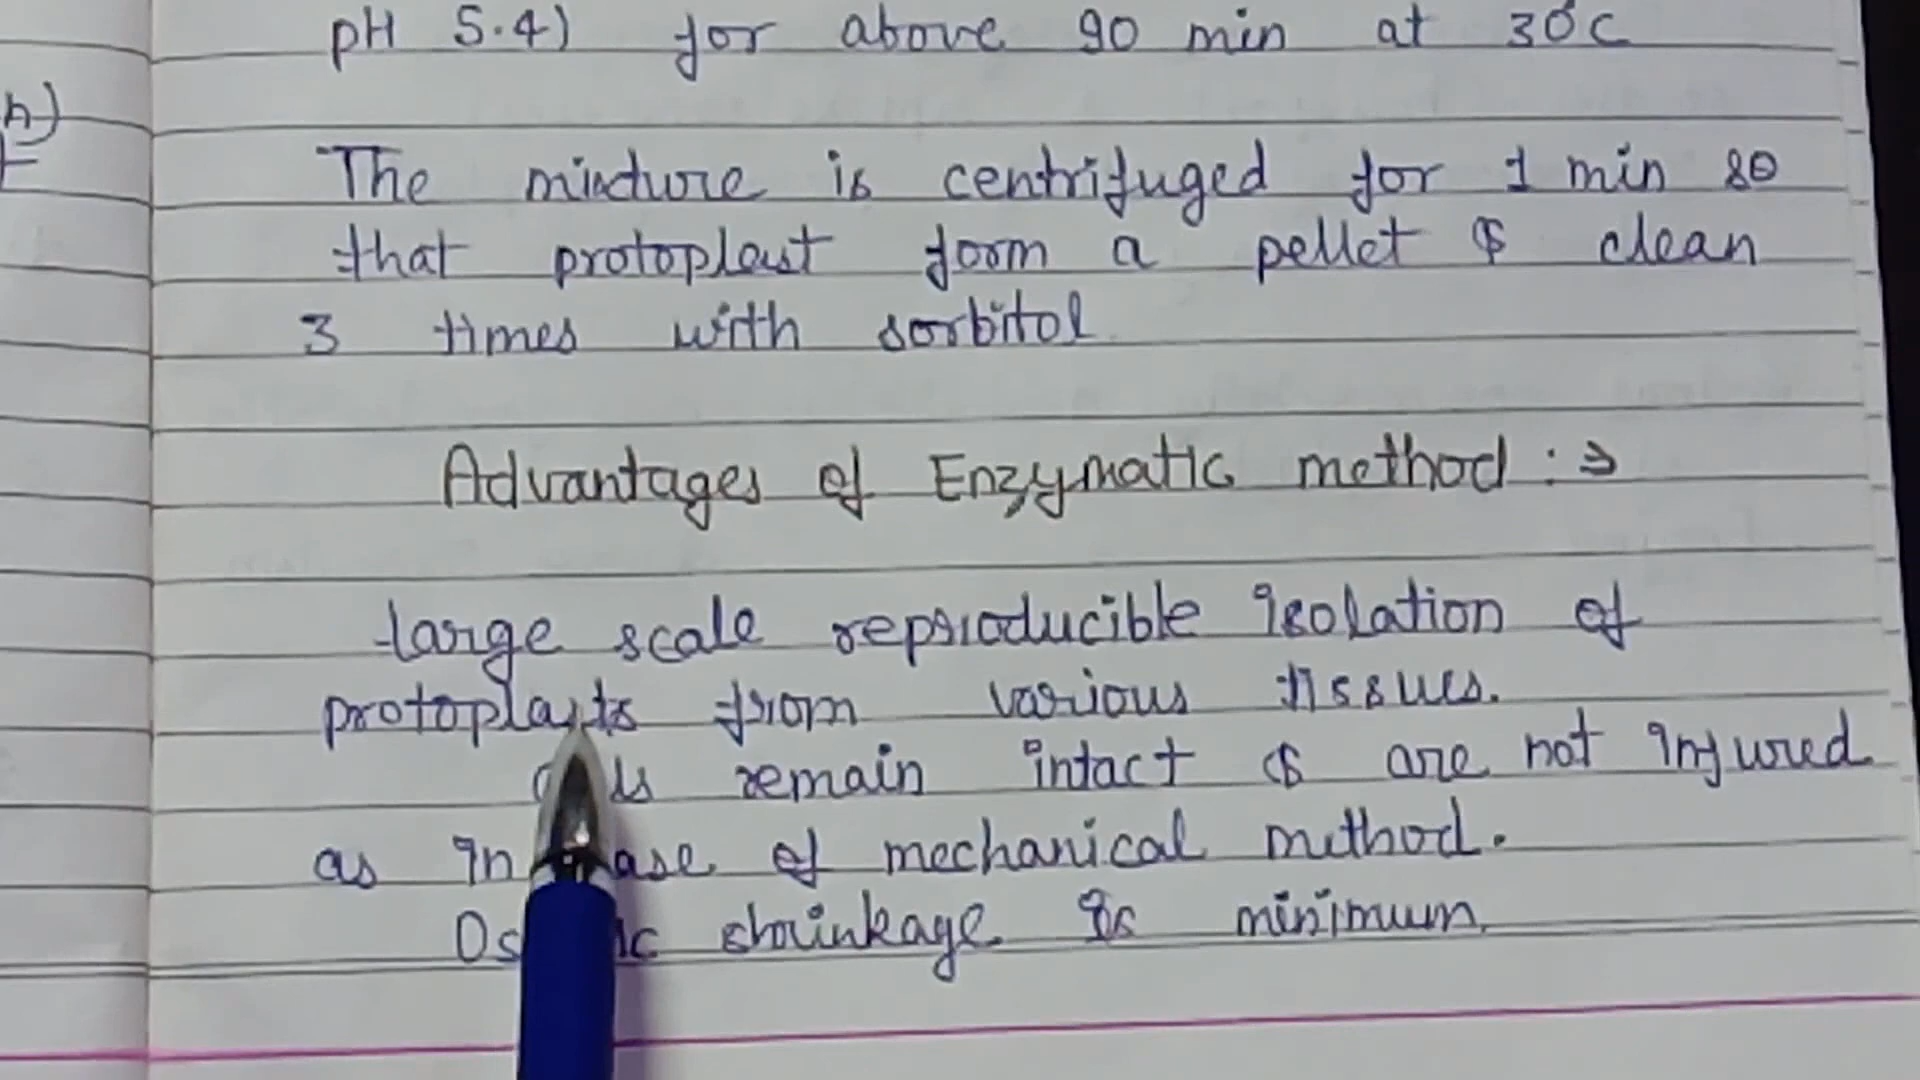 pH 5.4) for above 90 min at 30°C
The mixture is centrifuged for 1 min so
that protoplast form a pellet & clean
3 times with sorbitol
Advantages of Enzymatic method :⇒
large scale reproducible isolation of
protoplasts from various tissues.
remain intact & are not injured
as in case of mechanical method.
shrinkage is minimum.